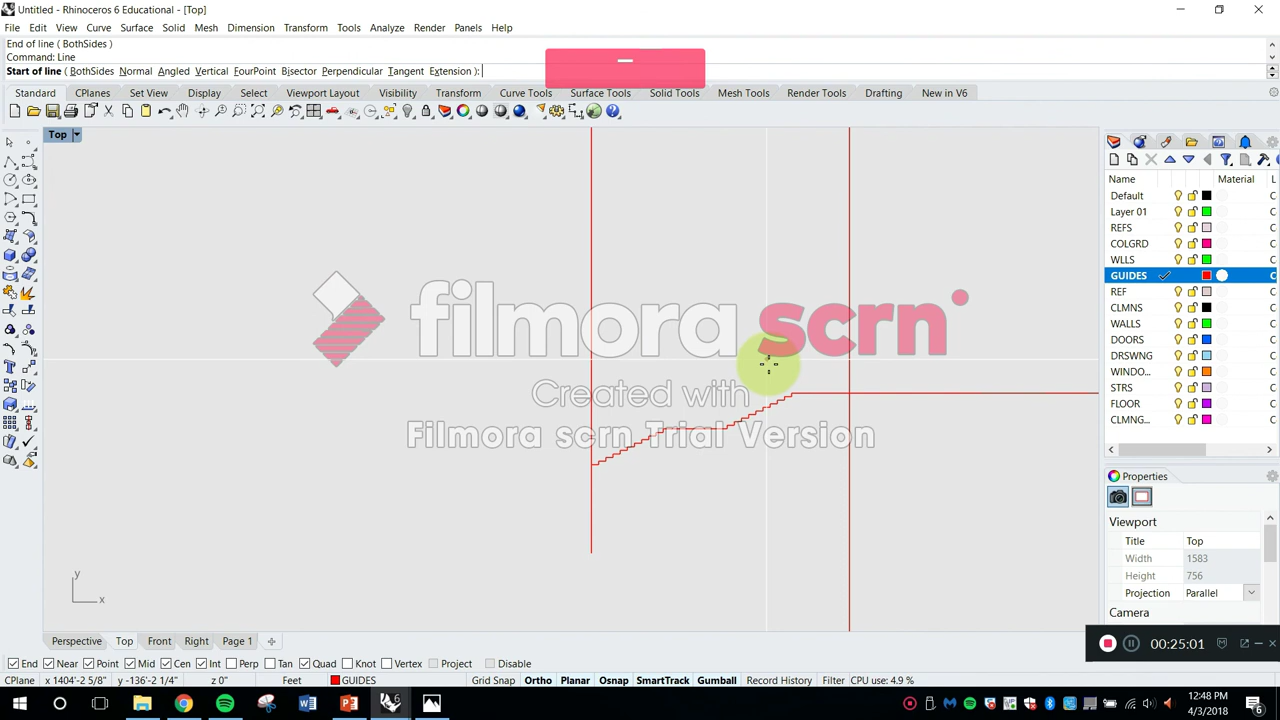 Untitled - Rhinoceros 6 Educational - [Top]
File Edit View Curve Surface Solid Mesh Dimension Transform Tools Analyze Render Panels Help
End of line ( BothSides )
Command: Line
Start of line ( BothSides Normal Angled Vertical FourPoint Bisector Perpendicular Tangent Extension ):
Standard CPlanes Set View Display Select Viewport Layout Visibility Transform Curve Tools Surface Tools Solid Tools Mesh Tools Render Tools Drafting New in V6
Top
Name Material L
Default C
Layer 01 C
REFS C
COLGRD C
WLLS C
GUIDES C
REF C
CLMNS C
WALLS C
DOORS C
DRSWNG C
WINDO... C
STRS C
FLOOR C
CLMNG... C
filmora scrn
Created with
Filmora scrn Trial Version
Properties
Viewport
Title Top
Width 1583
Height 756
Projection Parallel
Camera
y
x
Perspective Top Front Right Page 1
00:25:01
End Near Point Mid Cen Int Perp Tan Quad Knot Vertex Project Disable
CPlane x 1404'-2 5/8" y -136'-2 1/4" z 0" Feet GUIDES Grid Snap Ortho Planar Osnap SmartTrack Gumball Record History Filter CPU use: 4.9 %
12:48 PM
4/3/2018
6